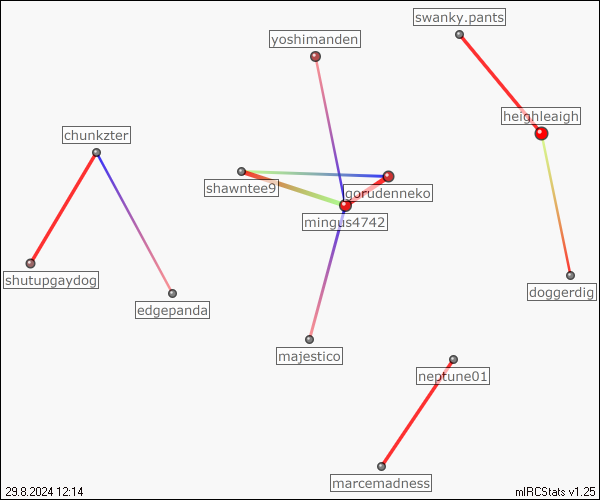 swanky.pants
yoshimanden
heighleaigh
chunkzter
shawntee9
gorudenneko
mingus4742
shutupgaydog
edgepanda
doggerdig
majestico
neptune01
marcemadness
29.8.2024 12:14
mIRCStats v1.25